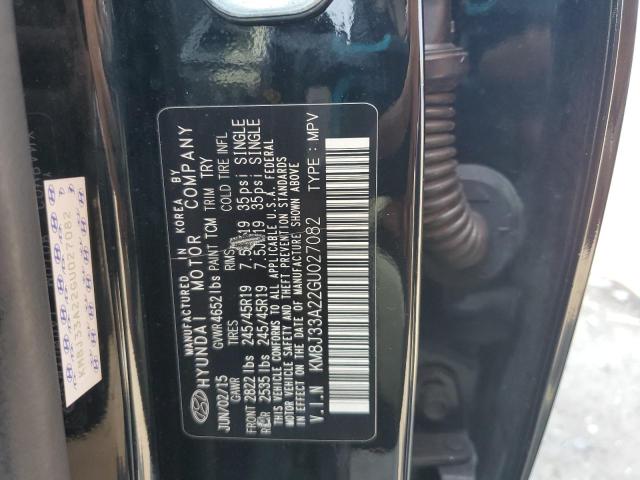 MANUFACTURED IN KOREA BY
HYUNDAI MOTOR COMPANY
JUN/02/15 GVWR 4652 lbs PAINT TCM TRIM TRY
GAWR TIRES RIMS COLD TIRE INFL
FRONT 2822 lbs 245/45R19 19 35psi SINGLE
2535 lbs 245/45R19 19 35psi SINGLE
THIS VEHICLE CONFORMS TO ALL APPLICABLE U.S.A. FEDERAL
MOTOR VEHICLE SAFETY AND THEFT PREVENTION STANDARDS
IN EFFECT ON THE DATE OF MANUFACTURE SHOWN ABOVE
V.I.N KM8J33A22GU027082 TYPE : MPV
KM8J33A22GU027082